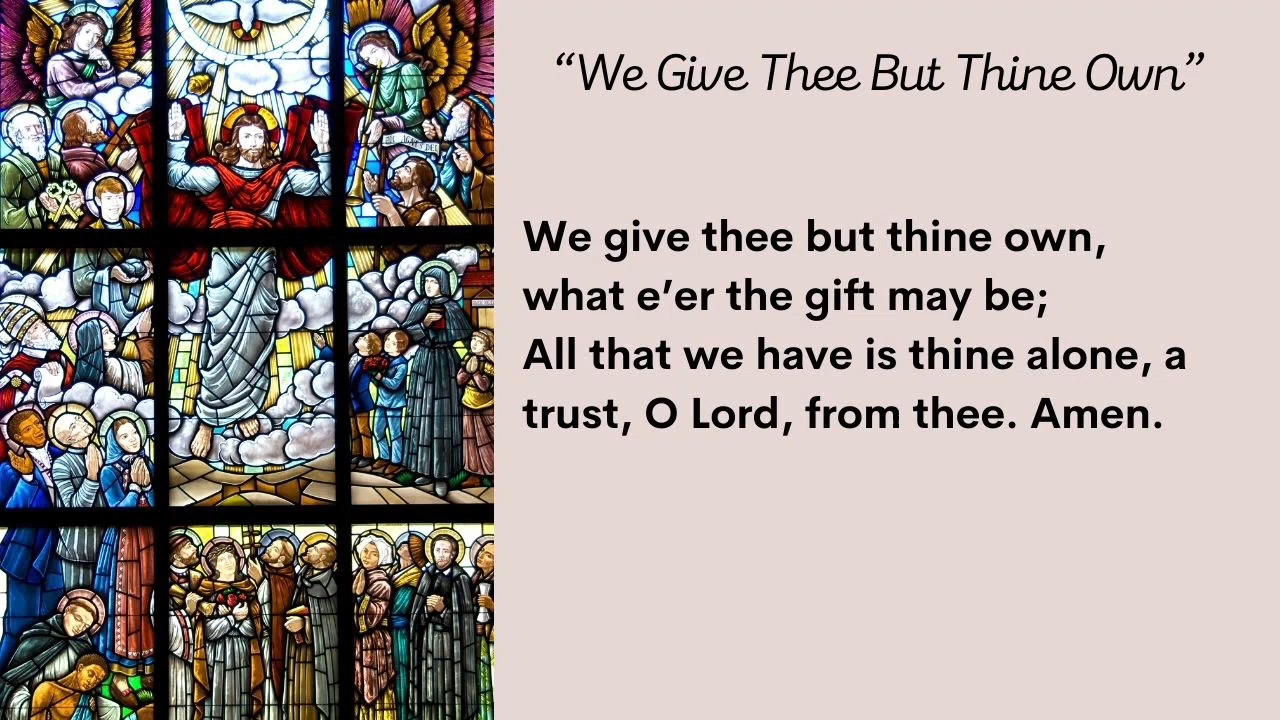 “We Give Thee But Thine Own”
We give thee but thine own,
what e’er the gift may be;
All that we have is thine alone, a
trust, O Lord, from thee. Amen.